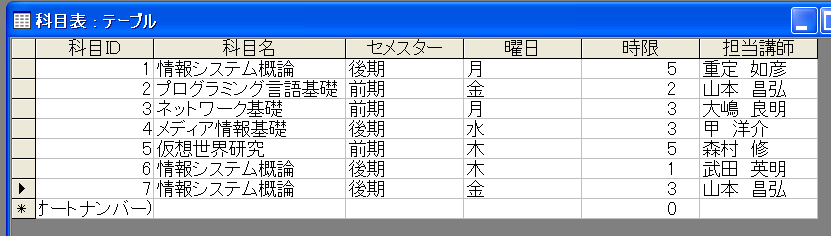 科目表 : テーブル
科目ID 科目名 セメスター 曜日 時限 担当講師
1 情報システム概論 後期 月 5 重定 如彦
2 プログラミング言語基礎 前期 金 2 山本 昌弘
3 ネットワーク基礎 前期 月 3 大嶋 良明
4 メディア情報基礎 後期 水 3 甲 洋介
5 仮想世界研究 前期 木 5 森村 修
6 情報システム概論 後期 木 1 武田 英明
7 情報システム概論 後期 金 3 山本 昌弘
オートナンバー) 0